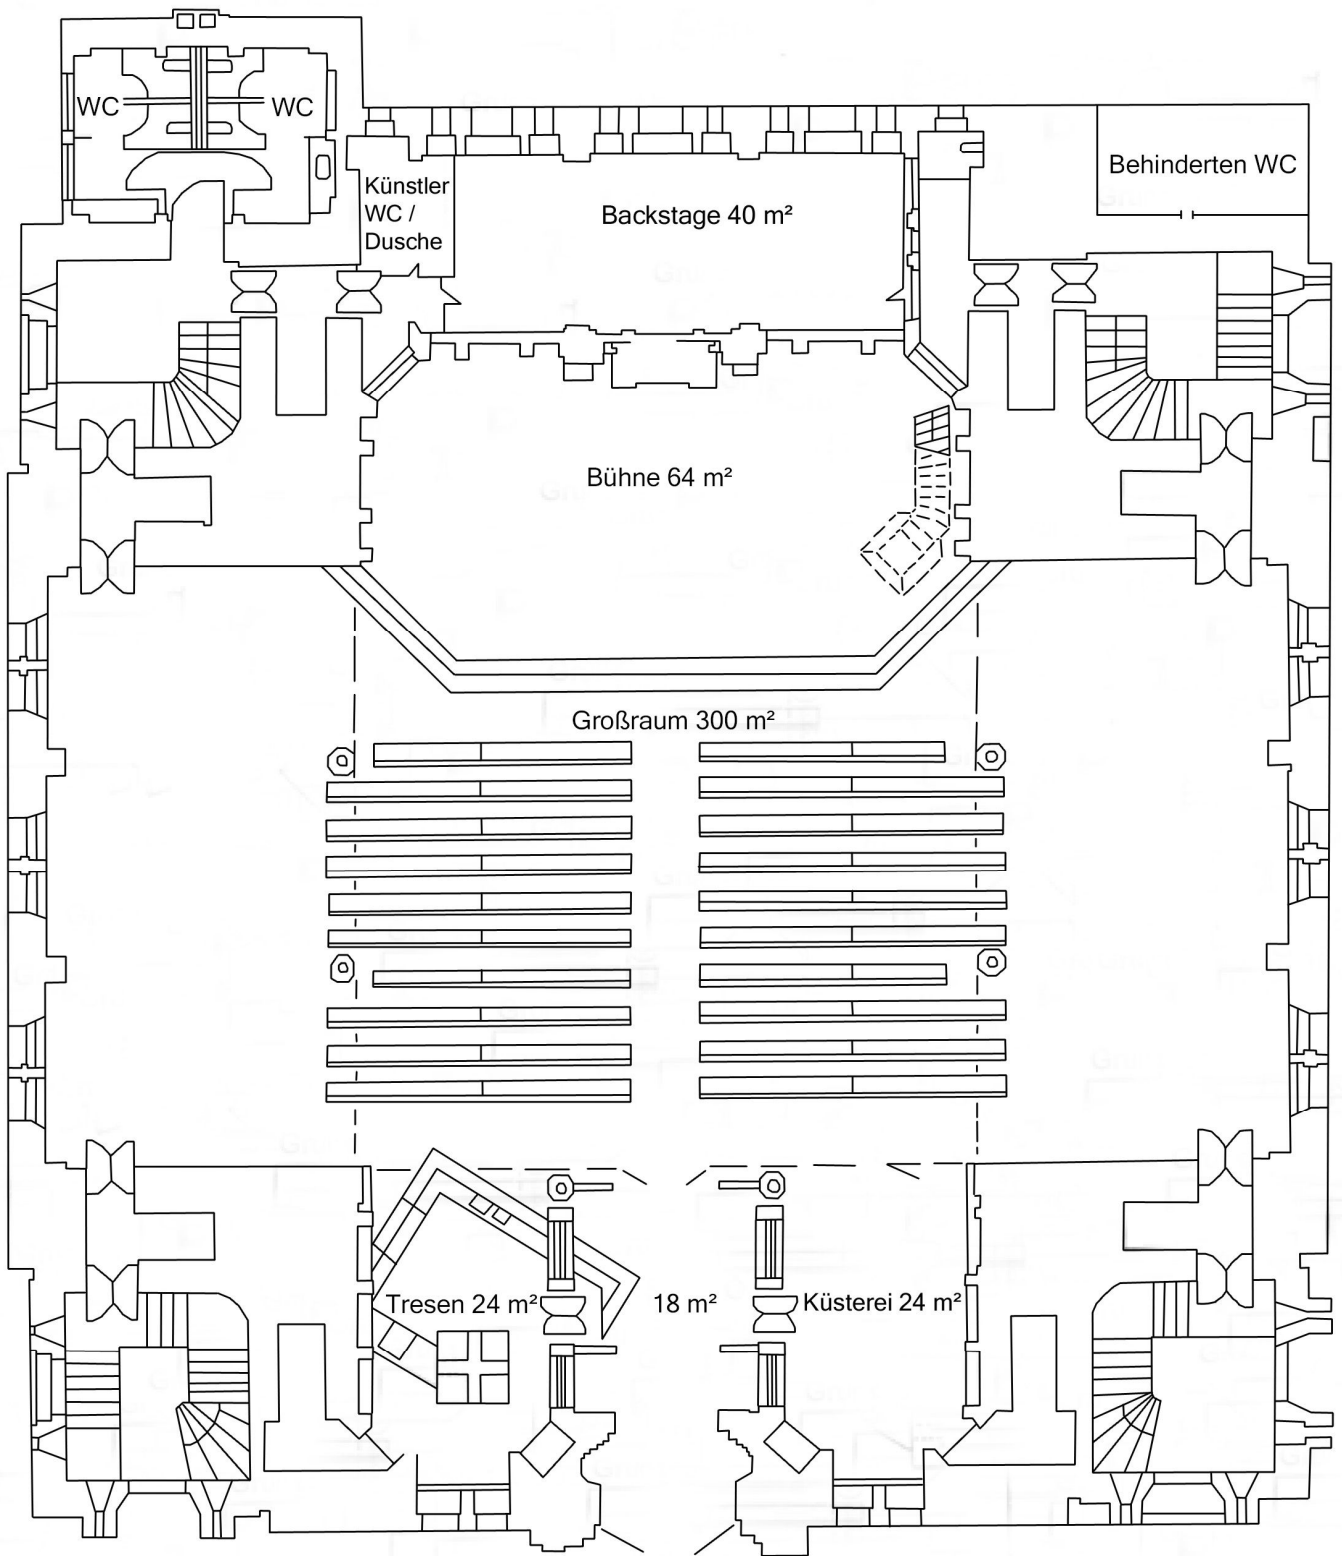 WC
WC
Künstler
WC /
Dusche
Backstage 40 m²
Behinderten WC
Bühne 64 m²
Großraum 300 m²
Tresen 24 m²
18 m²
Küsterei 24 m²